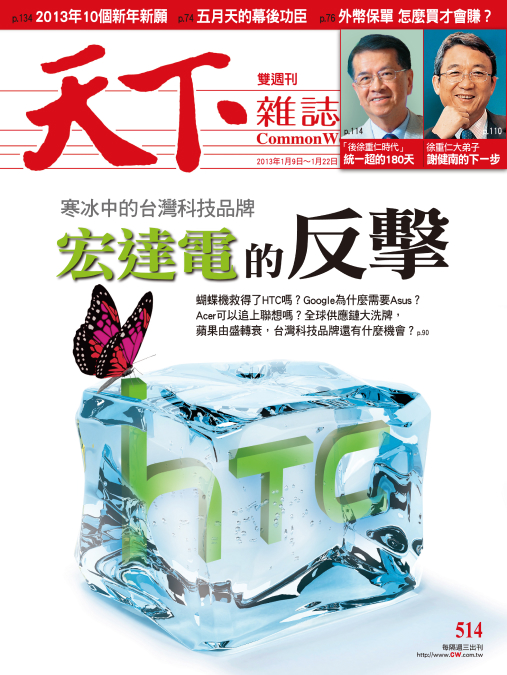 p.134 2013年10個新年新願 p.74 五月天的幕後功臣 p.76 外幣保單 怎麼買才會賺？
天下
雙週刊
雜誌
CommonW
2013年1月9日～1月22日
p.114
「後徐重仁時代」
統一超的180天
p.110
徐重仁大弟子
謝健南的下一步
寒冰中的台灣科技品牌
宏達電的反擊
蝴蝶機救得了HTC嗎？Google為什麼需要Asus？
Acer可以追上聯想嗎？全球供應鏈大洗牌，
蘋果由盛轉衰，台灣科技品牌還有什麼機會？p.90
hTC
514
每隔週三出刊
http://www.CW.com.tw